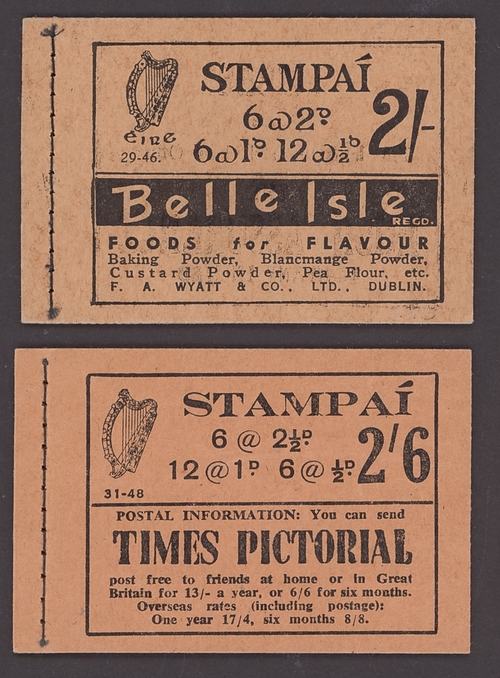 STAMPAÍ
6@2ᴰ
6@1ᴰ 12@½ᴰ
2/-
éire
29-46.
Belle Isle
REGD.
FOODS for FLAVOUR
Baking Powder, Blancmange Powder,
Custard Powder, Pea Flour, etc.
F. A. WYATT & CO., LTD., DUBLIN.
STAMPAÍ
6 @ 2½ᴰ.
12@1ᴰ 6@½ᴰ.
2/6
31-48
POSTAL INFORMATION: You can send
TIMES PICTORIAL
post free to friends at home or in Great
Britain for 13/- a year, or 6/6 for six months.
Overseas rates (including postage):
One year 17/4, six months 8/8.